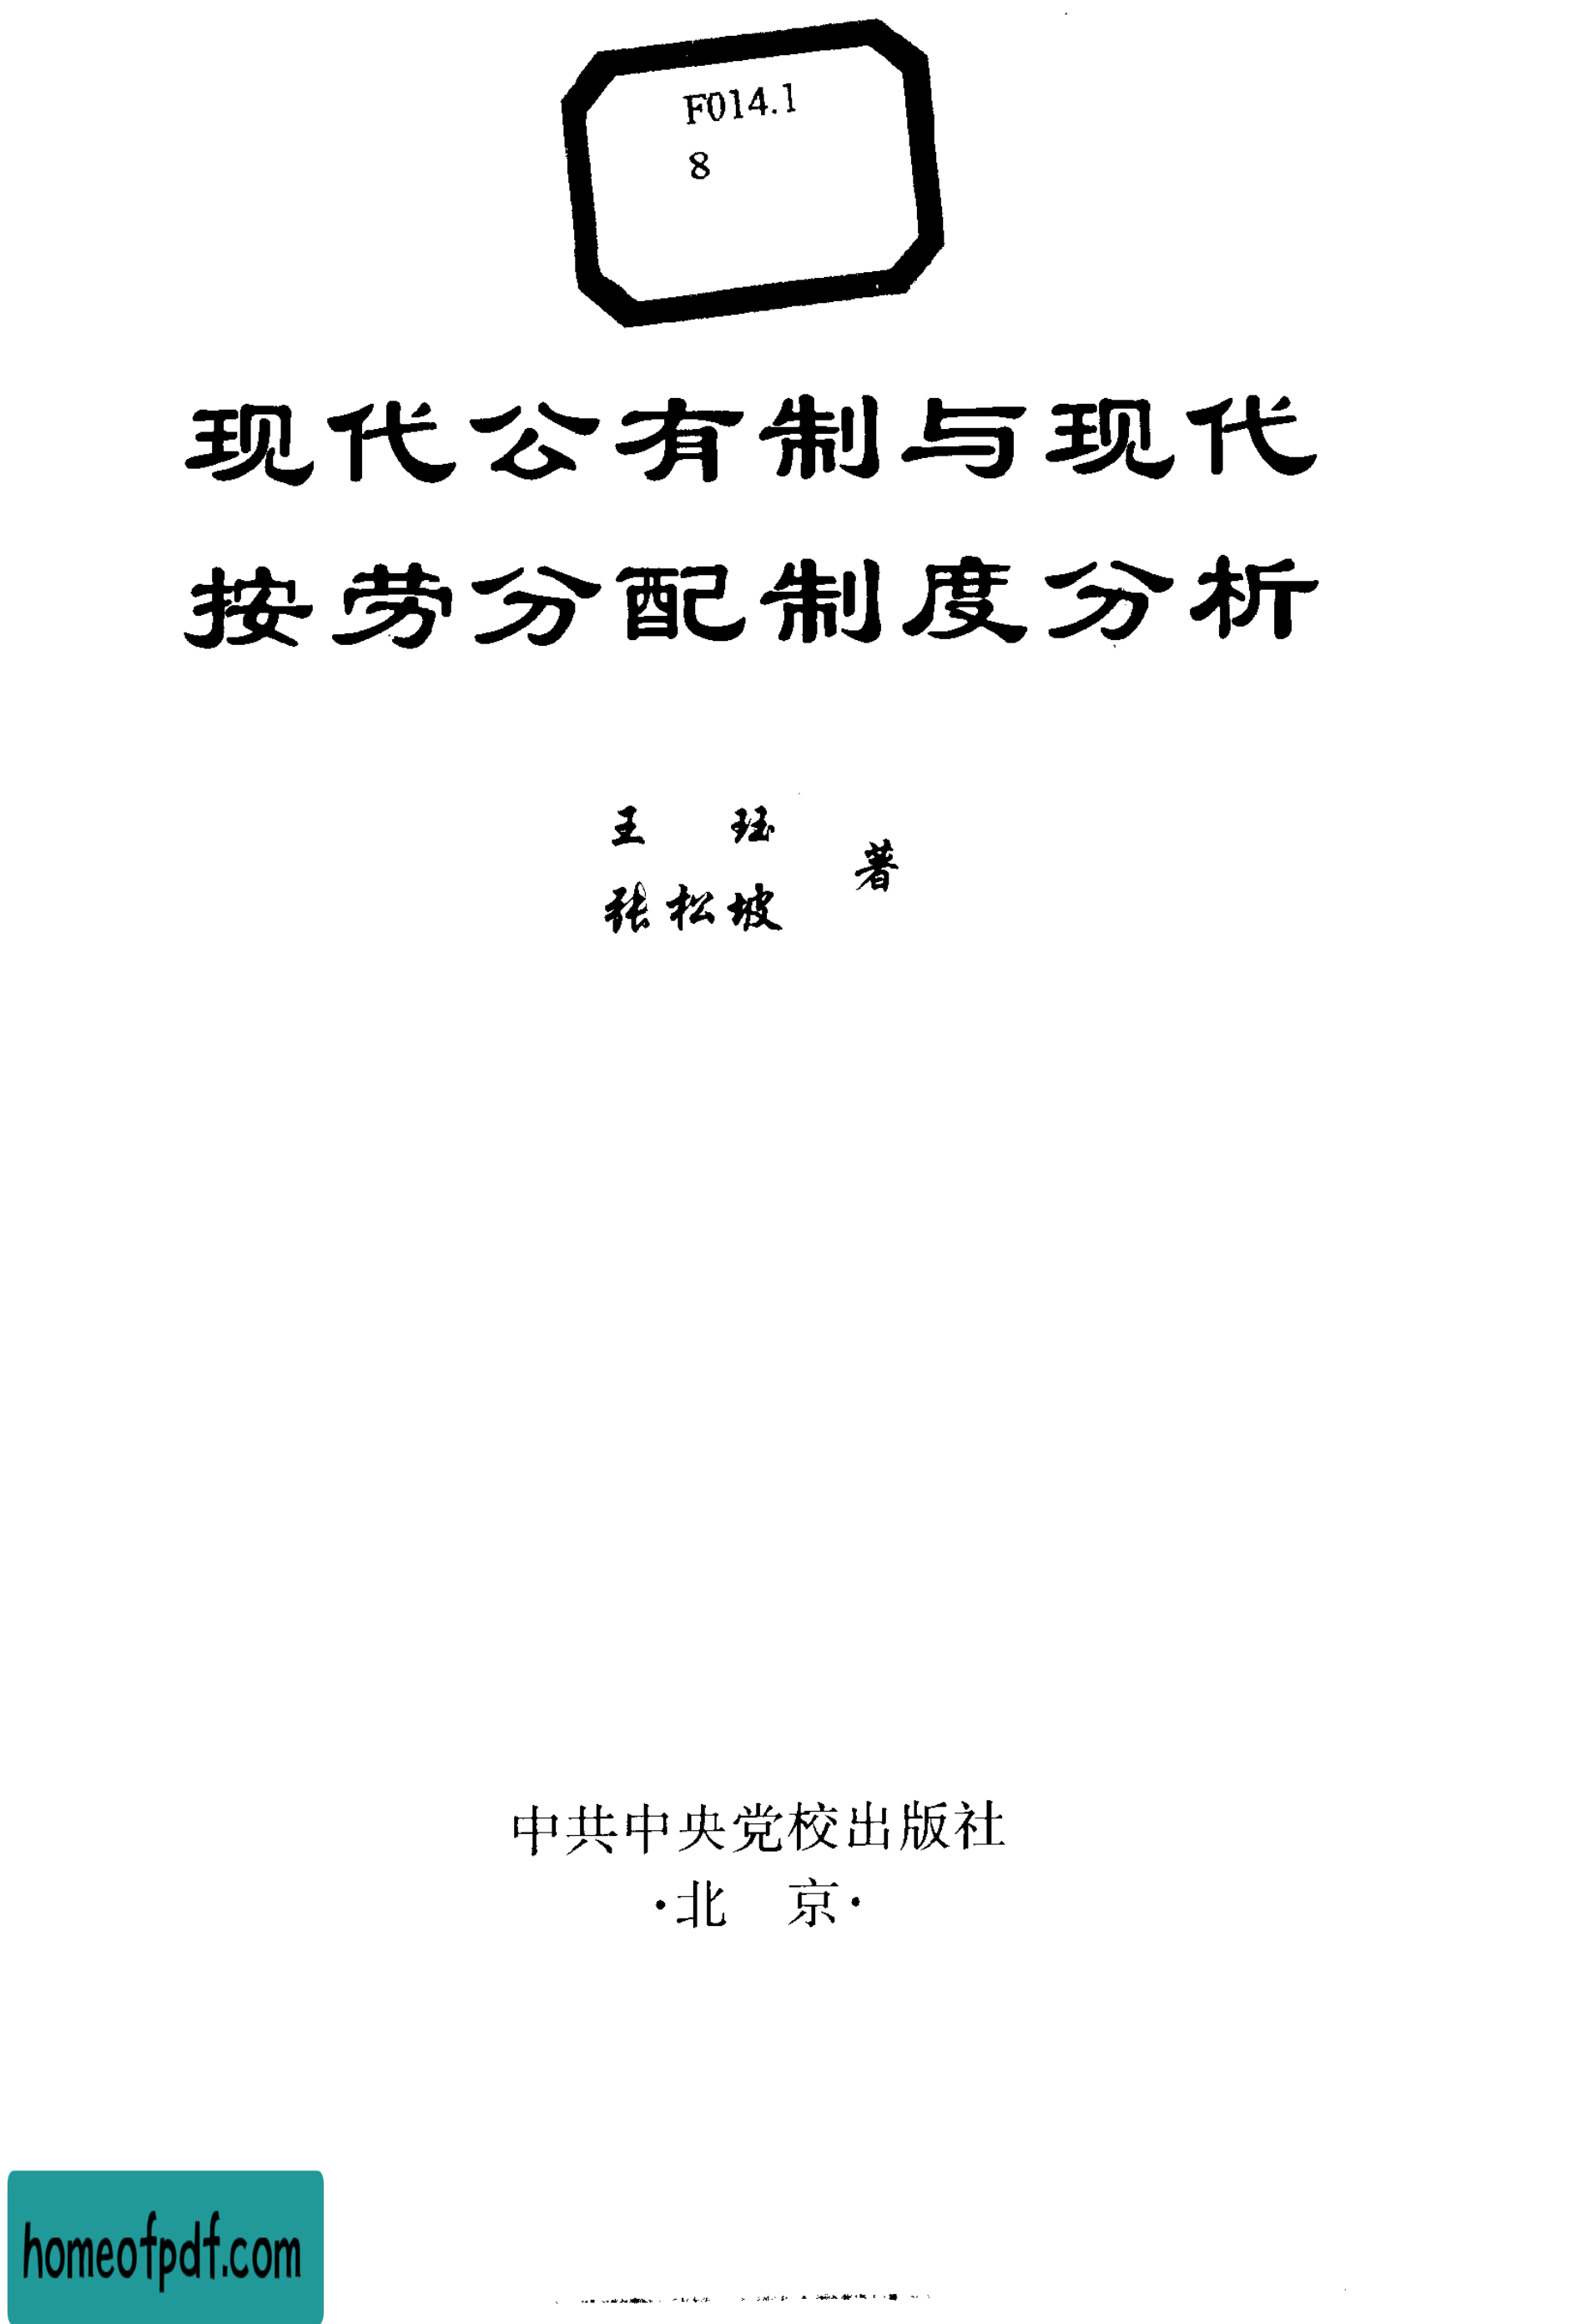 F014.1
8
现代公有制与现代
按劳分配制度分析
王 珏
张松坡
著
中共中央党校出版社
·北 京·
homeofpdf.com